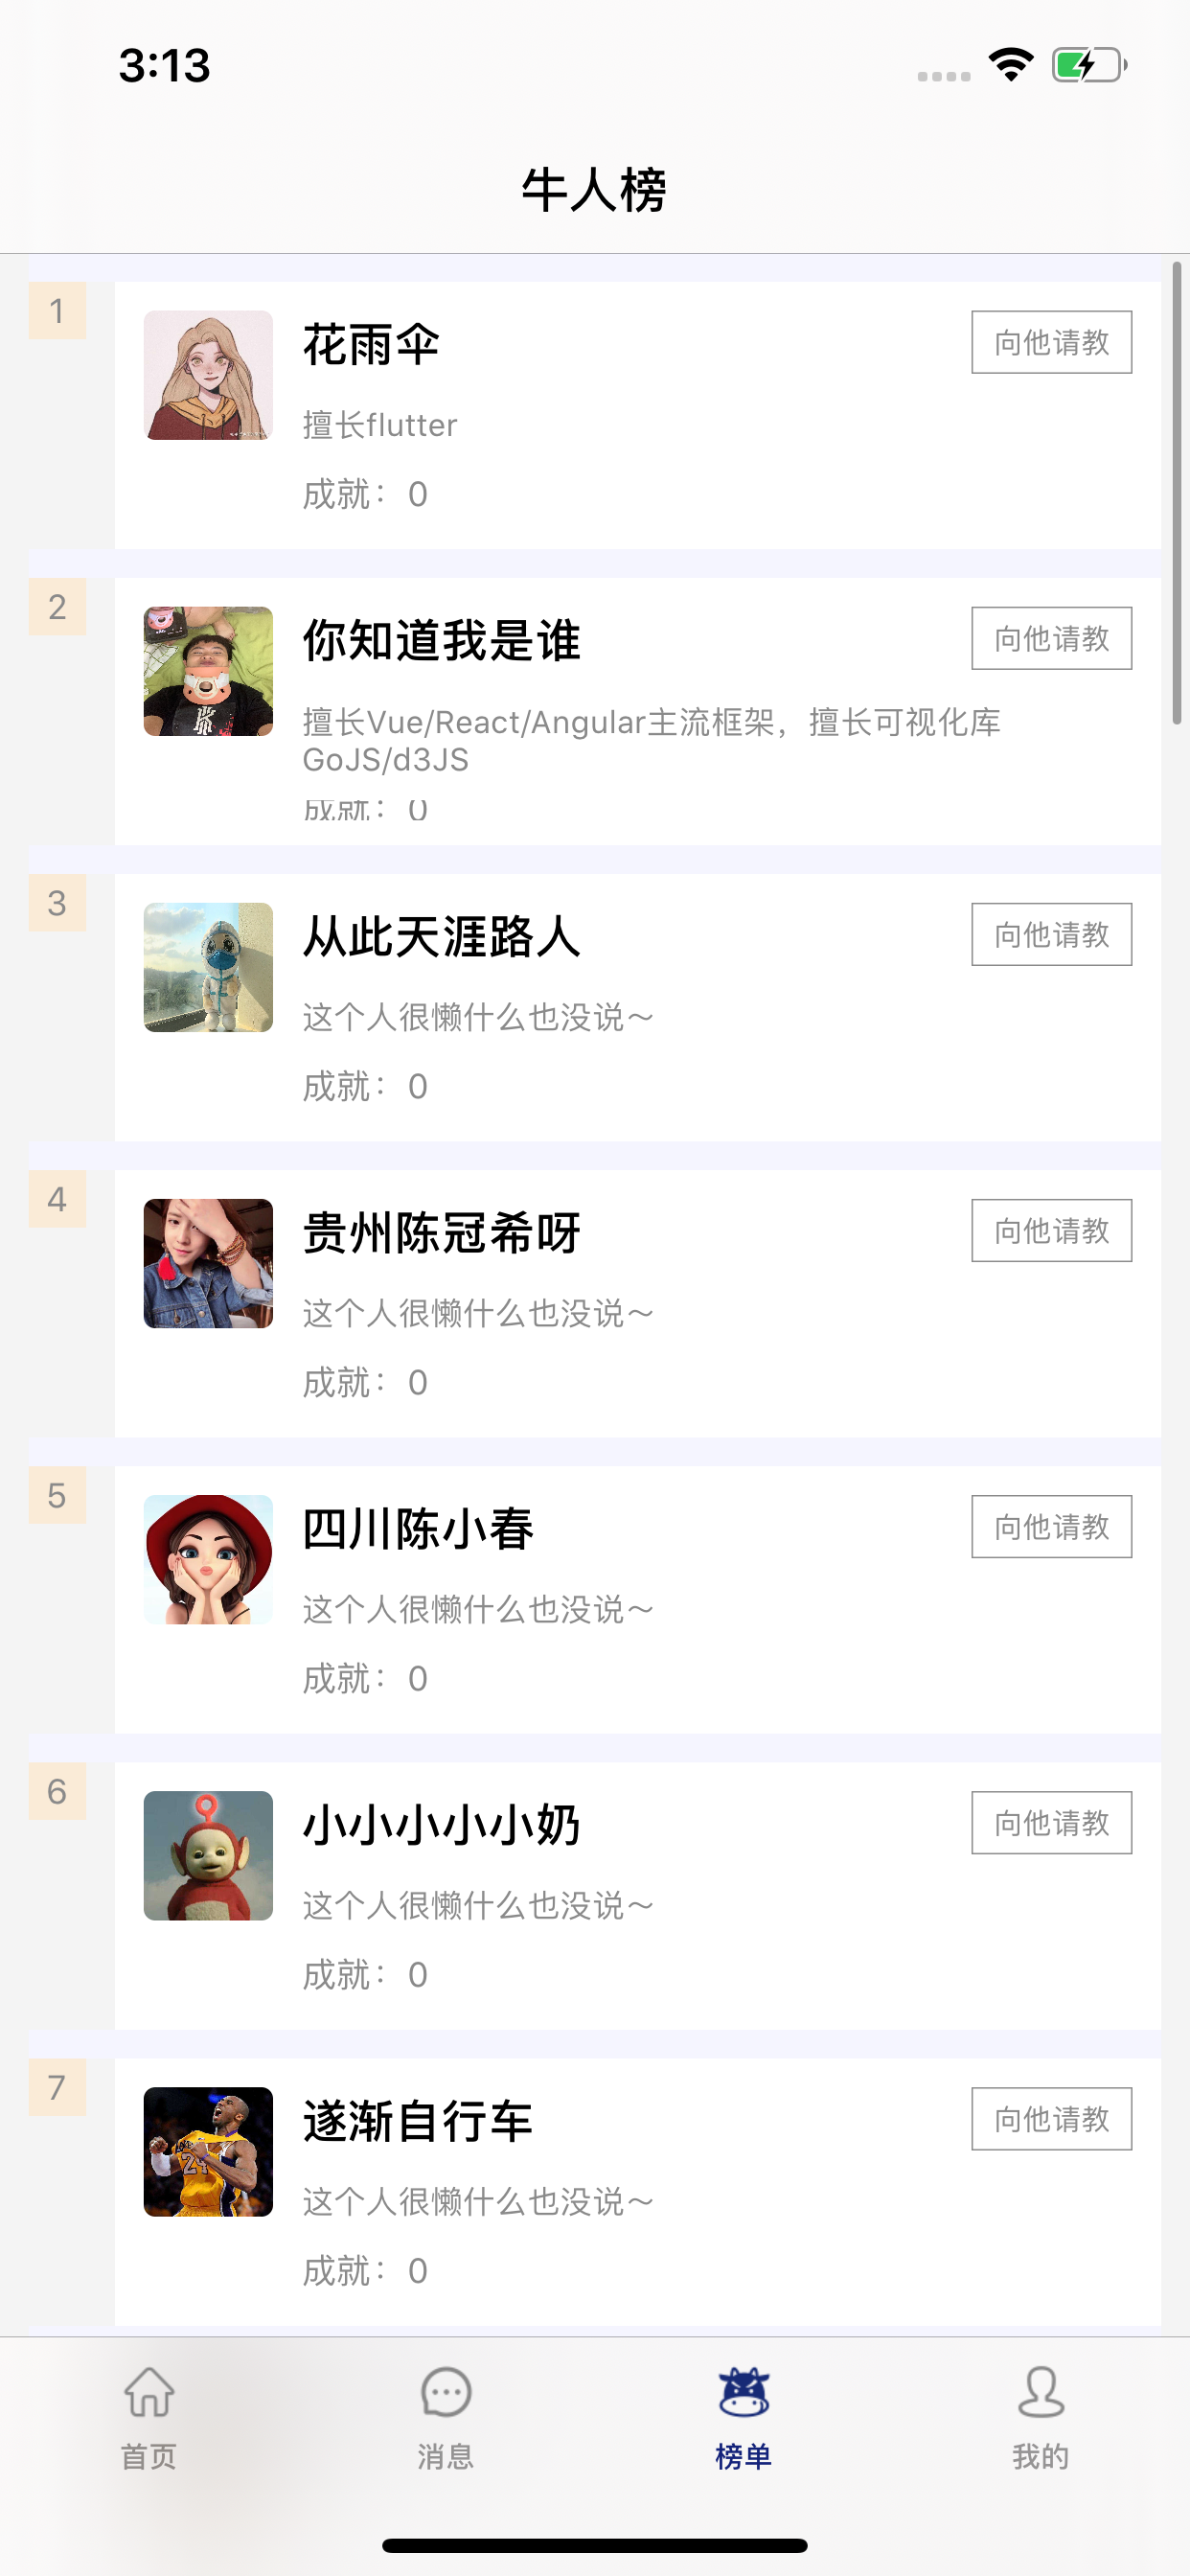 3:13
牛人榜
1
花雨伞
向他请教
擅长flutter
成就：0
2
你知道我是谁
向他请教
擅长Vue/React/Angular主流框架，擅长可视化库
GoJS/d3JS
成就：0
3
从此天涯路人
向他请教
这个人很懒什么也没说～
成就：0
4
贵州陈冠希呀
向他请教
这个人很懒什么也没说～
成就：0
5
四川陈小春
向他请教
这个人很懒什么也没说～
成就：0
6
小小小小小奶
向他请教
这个人很懒什么也没说～
成就：0
7
遂渐自行车
向他请教
24
这个人很懒什么也没说～
成就：0
首页
消息
榜单
我的